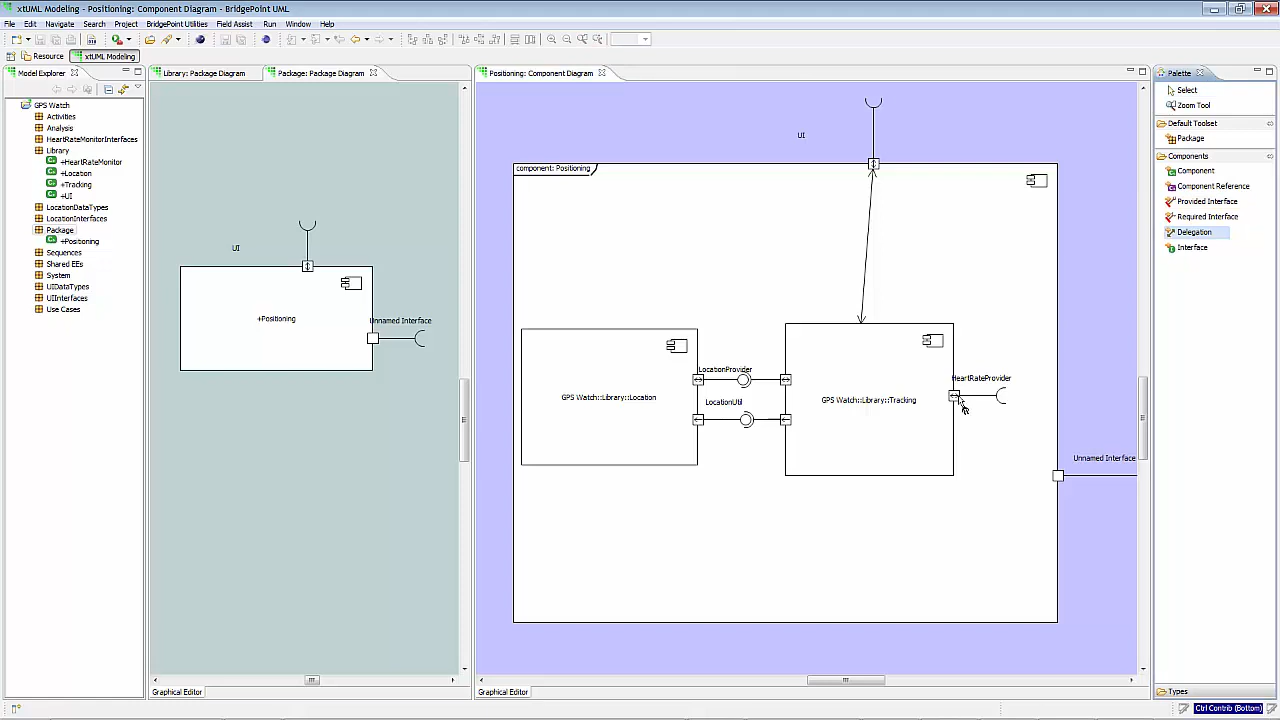 xtUML Modeling - Positioning: Component Diagram - BridgePoint UML
File Edit Navigate Search Project BridgePoint Utilities Field Assist Run Window Help
Resource xtUML Modeling
Model Explorer
GPS Watch
Activities
Analysis
HeartRateMonitorInterfaces
Library
+HeartRateMonitor
+Location
+Tracking
+UI
LocationDataTypes
LocationInterfaces
Package
+Positioning
Sequences
Shared EEs
System
UIDataTypes
UIInterfaces
Use Cases
Library: Package Diagram Package: Package Diagram
UI
+Positioning
Unnamed Interface
Graphical Editor
Positioning: Component Diagram
UI
component: Positioning
GPS Watch::Library::Location
LocationProvider
LocationUtil
GPS Watch::Library::Tracking
HeartRateProvider
Unnamed Interface
Graphical Editor
Palette
Select
Zoom Tool
Default Toolset
Package
Components
Component
Component Reference
Provided Interface
Required Interface
Delegation
Interface
Types
Ctrl Contrib (Bottom)